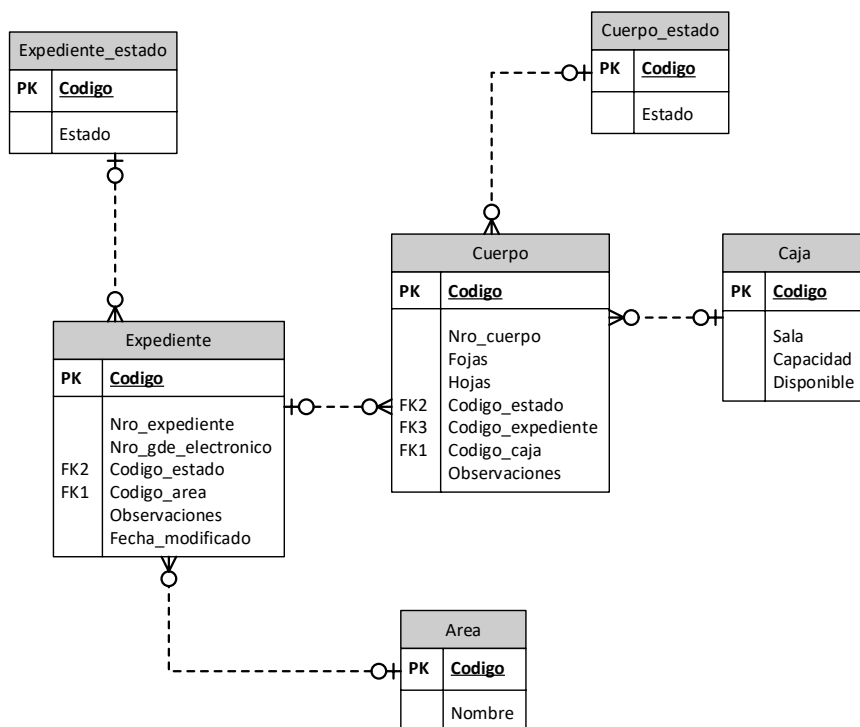 Expediente_estado
PK Codigo
Estado
Cuerpo_estado
PK Codigo
Estado
Cuerpo
PK Codigo
Nro_cuerpo
Fojas
Hojas
FK2 Codigo_estado
FK3 Codigo_expediente
FK1 Codigo_caja
Observaciones
Caja
PK Codigo
Sala
Capacidad
Disponible
Expediente
PK Codigo
Nro_expediente
Nro_gde_electronico
FK2 Codigo_estado
FK1 Codigo_area
Observaciones
Fecha_modificado
Area
PK Codigo
Nombre